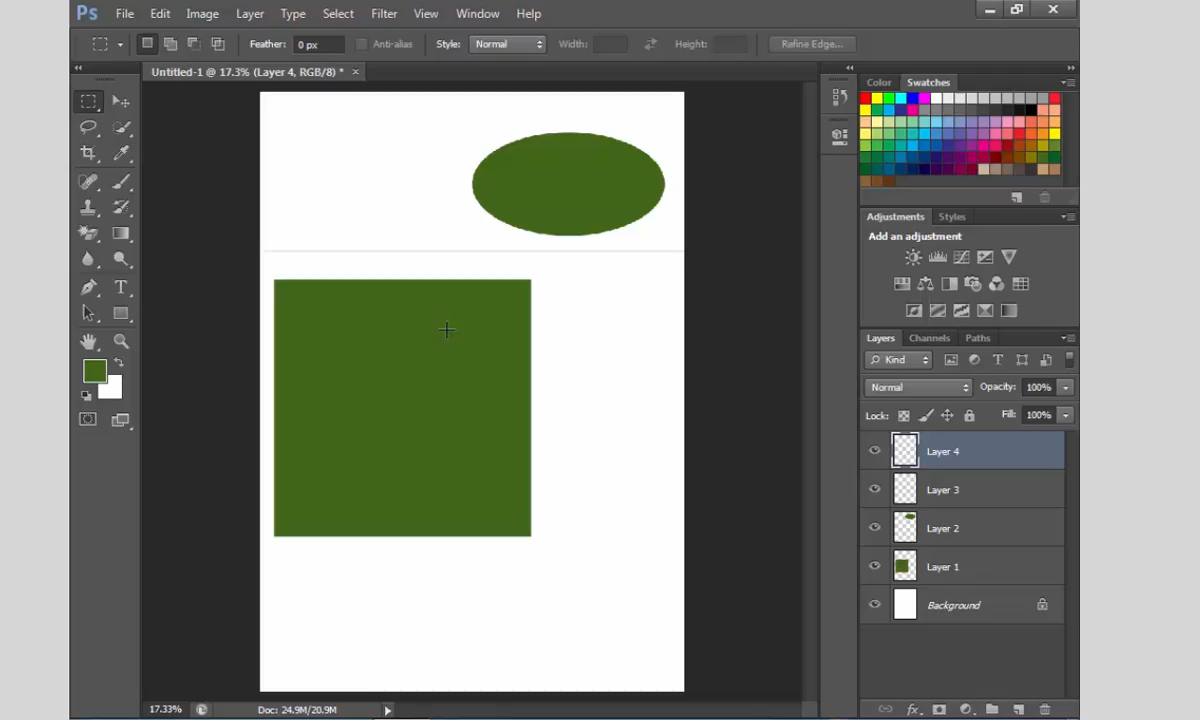 Ps File Edit Image Layer Type Select Filter View Window Help
Feather: 0 px Anti-alias Style: Normal Width: Height: Refine Edge...
Untitled-1 @ 17.3% (Layer 4, RGB/8) * ×
Color Swatches
Adjustments Styles
Add an adjustment
Layers Channels Paths
Kind
Normal Opacity: 100%
Lock: Fill: 100%
Layer 4
Layer 3
Layer 2
Layer 1
Background
17.33% Doc: 24.9M/20.9M